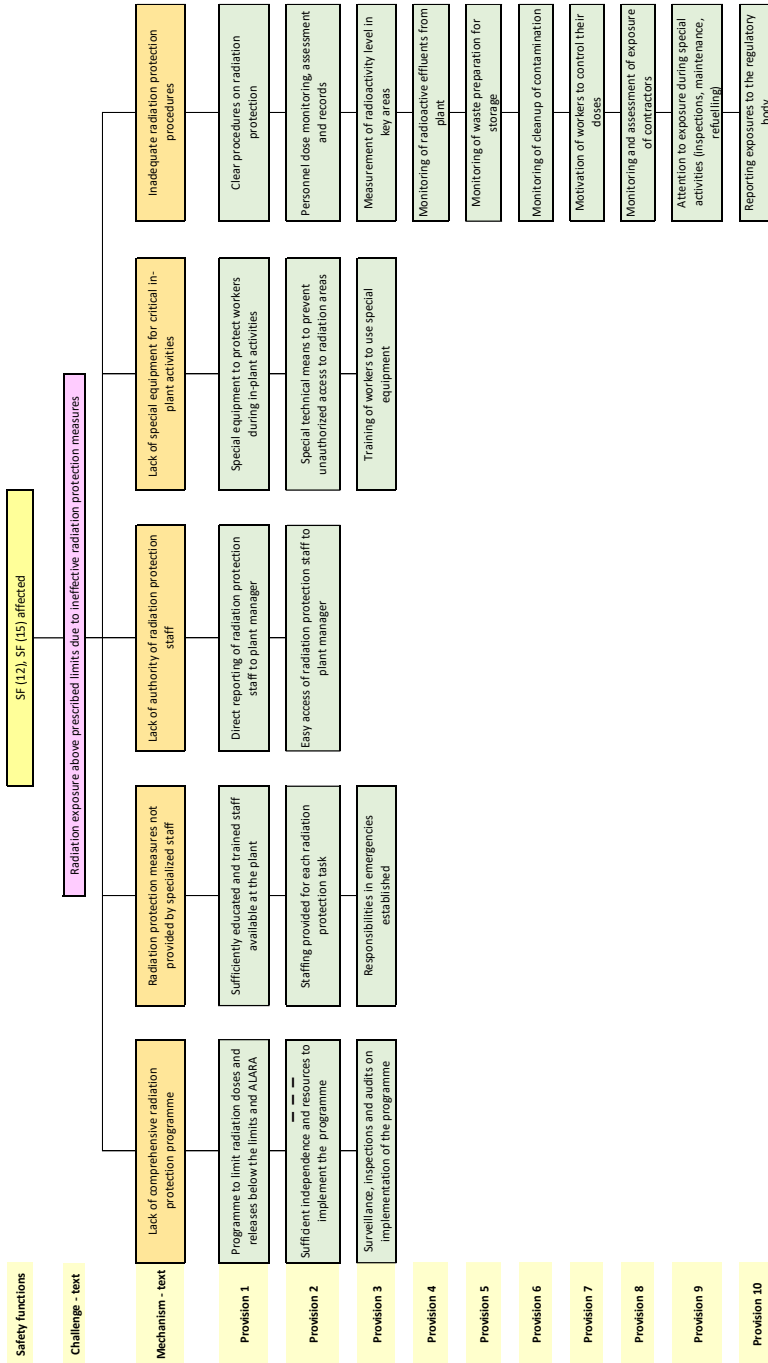 Safety functions
SF (12), SF (15) affected
Challenge - text
Radiation exposure above prescribed limits due to ineffective radiation protection measures
Mechanism - text
Lack of comprehensive radiation
protection programme
Radiation protection measures not
provided by specialized staff
Lack of authority of radiation protection
staff
Lack of special equipment for critical in-
plant activities
Inadequate radiation protection
procedures
Provision 1
Programme to limit radiation doses and
releases below the limits and ALARA
Sufficiently educated and trained staff
available at the plant
Direct reporting of radiation protection
staff to plant manager
Special equipment to protect workers
during in-plant activities
Clear procedures on radiation
protection
Provision 2
Sufficient independence and resources to
implement the programme
Staffing provided for each radiation
protection task
Easy access of radiation protection staff to
plant manager
Special technical means to prevent
unauthorized access to radiation areas
Personnel dose monitoring, assessment
and records
Provision 3
Surveillance, inspections and audits on
implementation of the programme
Responsibilities in emergencies
established
Training of workers to use special
equipment
Measurement of radioactivity level in
key areas
Provision 4
Monitoring of radioactive effluents from
plant
Provision 5
Monitoring of waste preparation for
storage
Provision 6
Monitoring of cleanup of contamination
Provision 7
Motivation of workers to control their
doses
Provision 8
Monitoring and assessment of exposure
of contractors
Provision 9
Attention to exposure during special
activities (inspections, maintenance,
refuelling)
Provision 10
Reporting exposures to the regulatory
body